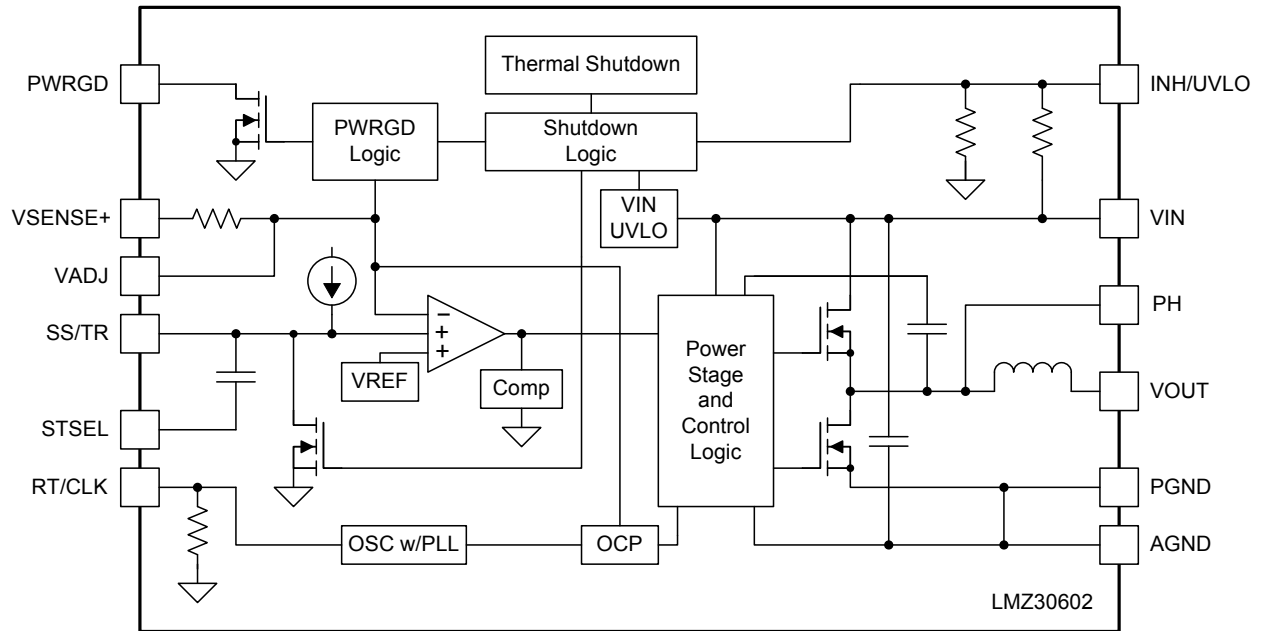 Thermal Shutdown
PWRGD
INH/UVLO
PWRGD
Logic
Shutdown
Logic
VSENSE+
VIN
UVLO
VIN
VADJ
PH
SS/TR
−
+
+
VREF
Comp
Power
Stage
and
Control
Logic
VOUT
STSEL
RT/CLK
PGND
OSC w/PLL
OCP
AGND
LMZ30602